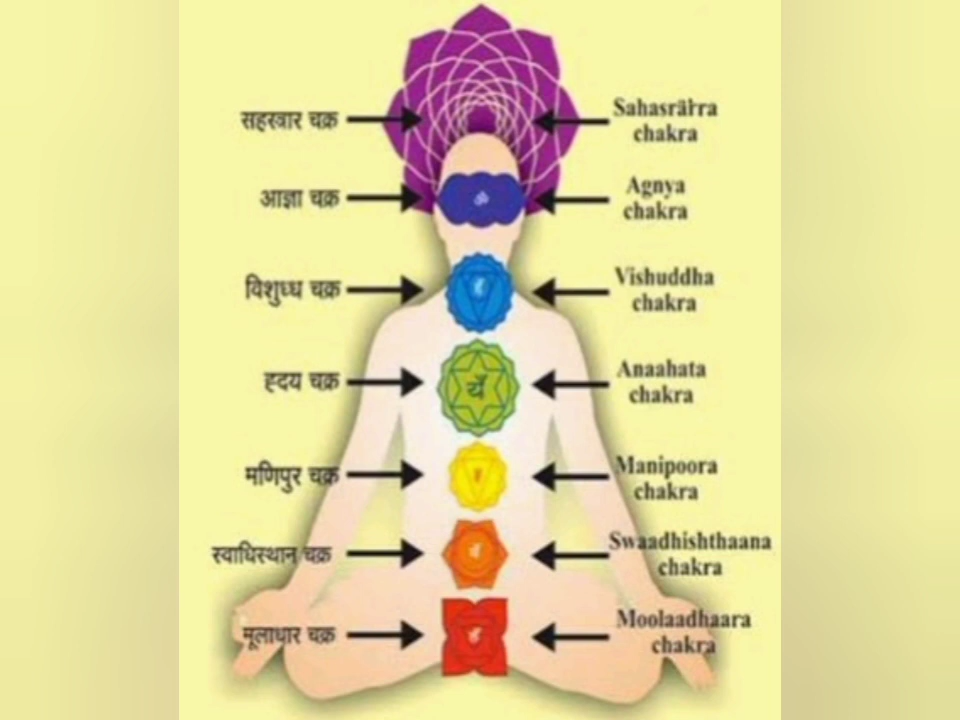 सहस्त्रार चक्र
Sahasrārra
chakra
आज्ञा चक्र
Agnya
chakra
ॐ
विशुध्ध चक्र
Vishuddha
chakra
हृदय चक्र
Anaahata
chakra
यँ
मणिपुर चक्र
Manipoora
chakra
स्वाधिस्थान चक्र
Swaadhishthaana
chakra
मूलाधार चक्र
Moolaadhaara
chakra